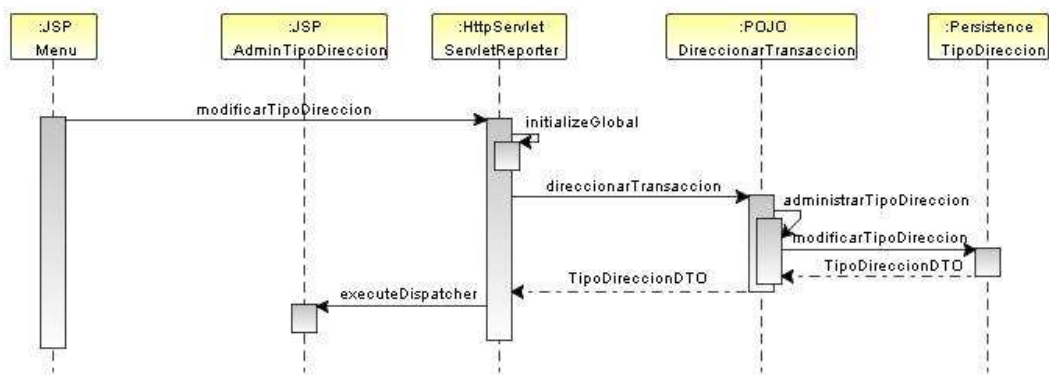 :JSP
Menu
:JSP
AdminTipoDireccion
:HttpServlet
ServletReporter
:POJO
DireccionarTransaccion
:Persistence
TipoDireccion
modificarTipoDireccion
initializeGlobal
direccionarTransaccion
administrarTipoDireccion
modificarTipoDireccion
TipoDireccionDTO
TipoDireccionDTO
executeDispatcher